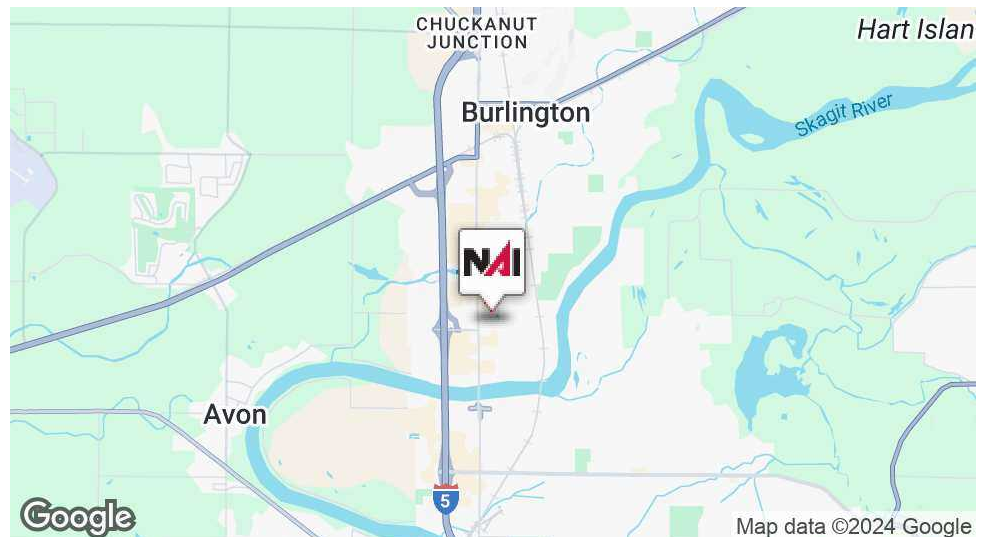 CHUCKANUT
JUNCTION
Hart Islan
Burlington
Skagit River
NAI
Avon
5
Google
Map data ©2024 Google